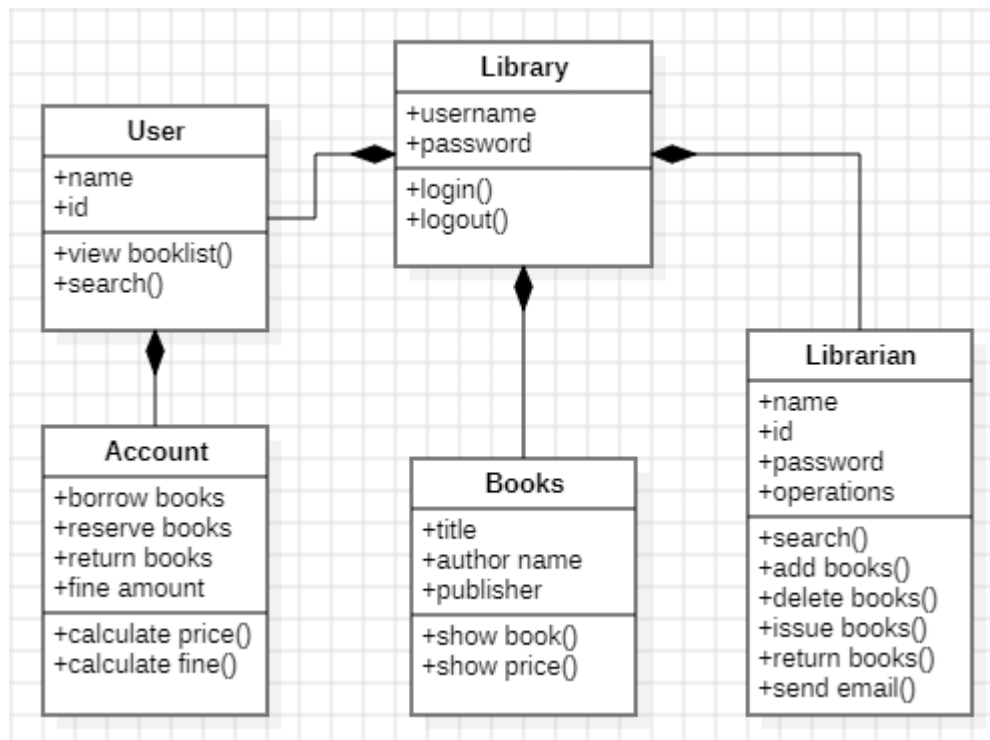 Library
+username
+password
+login()
+logout()
User
+name
+id
+view booklist()
+search()
Account
+borrow books
+reserve books
+return books
+fine amount
+calculate price()
+calculate fine()
Books
+title
+author name
+publisher
+show book()
+show price()
Librarian
+name
+id
+password
+operations
+search()
+add books()
+delete books()
+issue books()
+return books()
+send email()